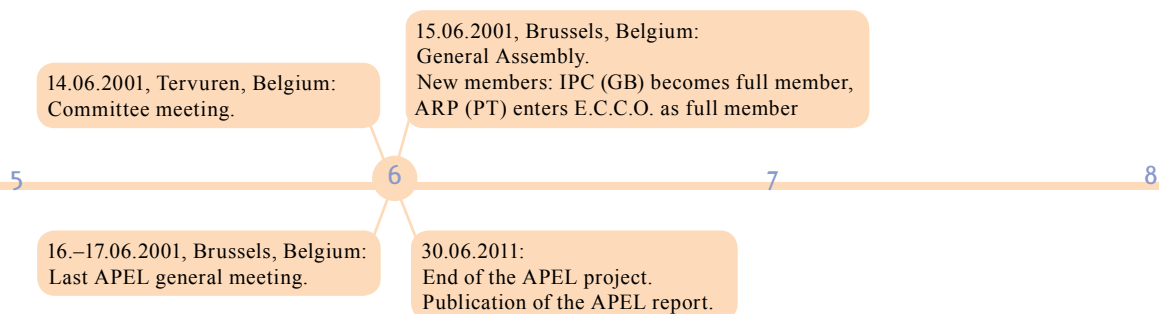 15.06.2001, Brussels, Belgium:
General Assembly.
New members: IPC (GB) becomes full member,
ARP (PT) enters E.C.C.O. as full member
14.06.2001, Tervuren, Belgium:
Committee meeting.
5
6
7
8
16.–17.06.2001, Brussels, Belgium:
Last APEL general meeting.
30.06.2011:
End of the APEL project.
Publication of the APEL report.